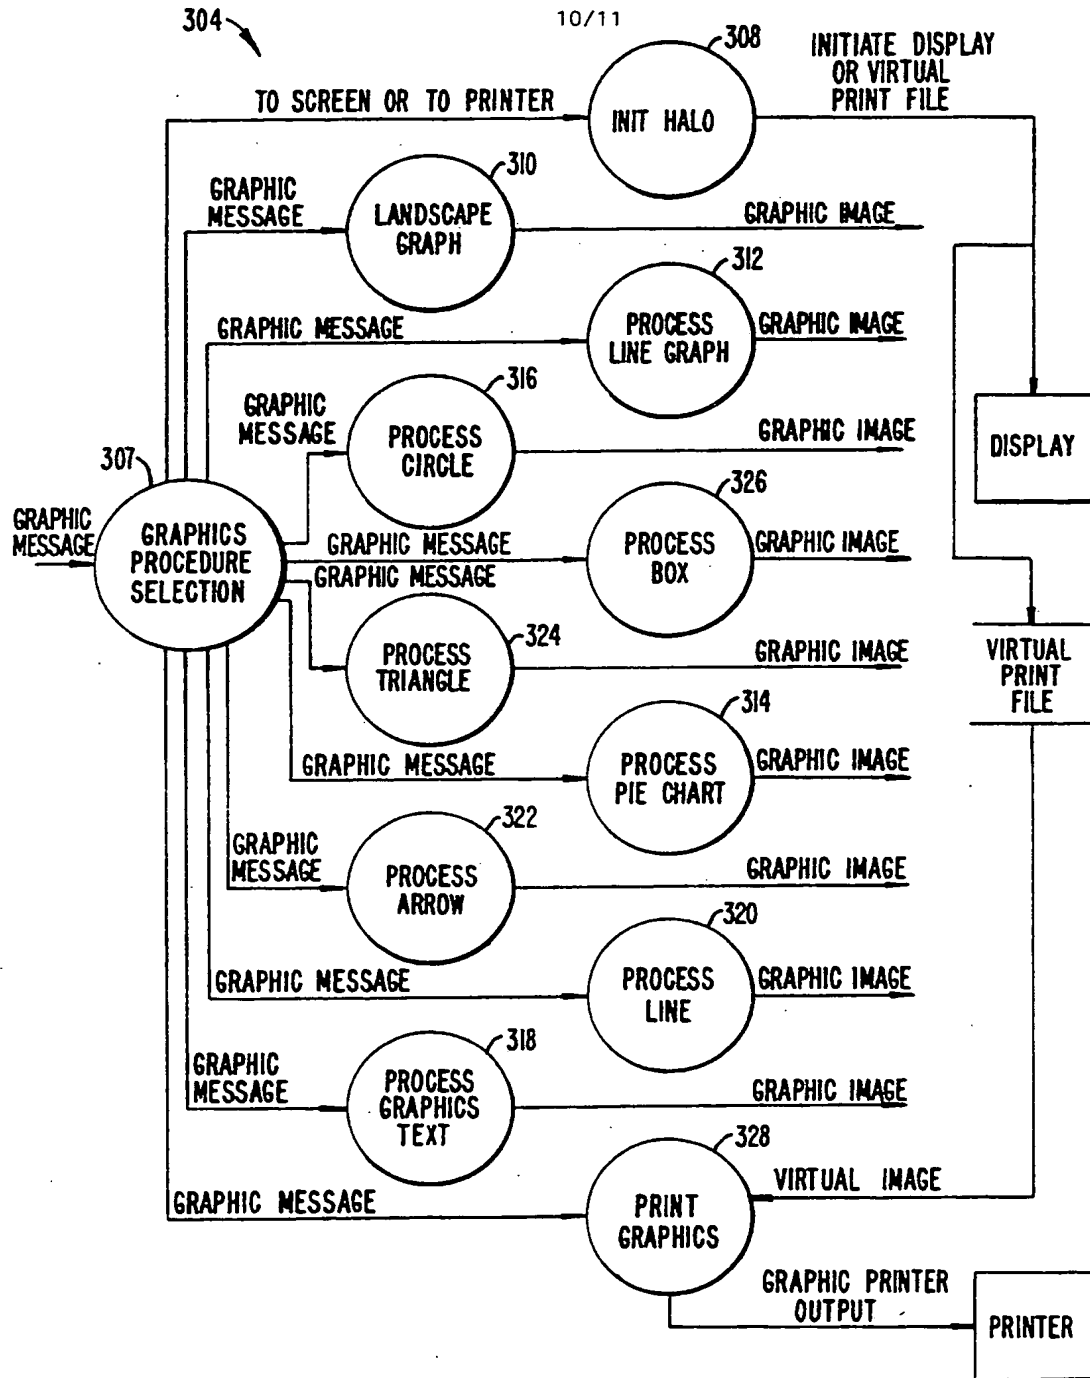 304
10/11
308
INITIATE DISPLAY
OR VIRTUAL
PRINT FILE
TO SCREEN OR TO PRINTER
INIT HALO
310
GRAPHIC
MESSAGE
LANDSCAPE
GRAPH
GRAPHIC IMAGE
312
GRAPHIC MESSAGE
PROCESS
LINE GRAPH
GRAPHIC IMAGE
316
GRAPHIC
MESSAGE
PROCESS
CIRCLE
GRAPHIC IMAGE
DISPLAY
307
GRAPHIC
MESSAGE
GRAPHICS
PROCEDURE
SELECTION
326
GRAPHIC MESSAGE
PROCESS
BOX
GRAPHIC IMAGE
GRAPHIC MESSAGE
324
PROCESS
TRIANGLE
GRAPHIC IMAGE
VIRTUAL
PRINT
FILE
314
GRAPHIC MESSAGE
PROCESS
PIE CHART
GRAPHIC IMAGE
322
GRAPHIC
MESSAGE
PROCESS
ARROW
GRAPHIC IMAGE
320
GRAPHIC MESSAGE
PROCESS
LINE
GRAPHIC IMAGE
318
GRAPHIC
MESSAGE
PROCESS
GRAPHICS
TEXT
GRAPHIC IMAGE
328
VIRTUAL IMAGE
GRAPHIC MESSAGE
PRINT
GRAPHICS
GRAPHIC PRINTER
OUTPUT
PRINTER